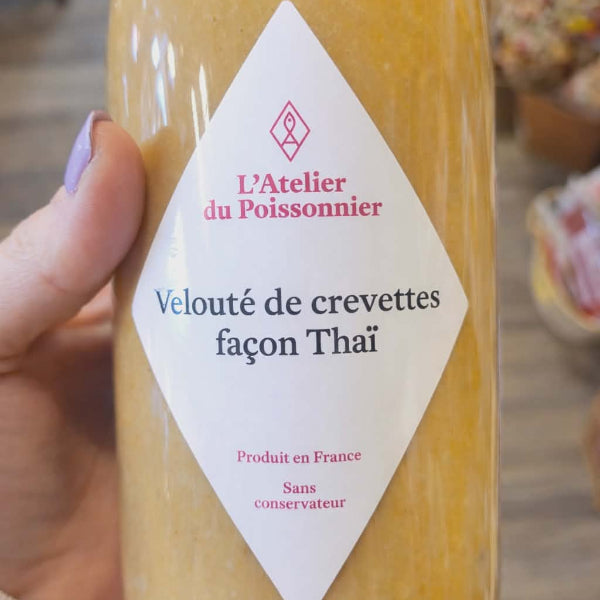 L'Atelier
du Poissonnier
Velouté de crevettes
façon Thaï
Produit en France
Sans
conservateur